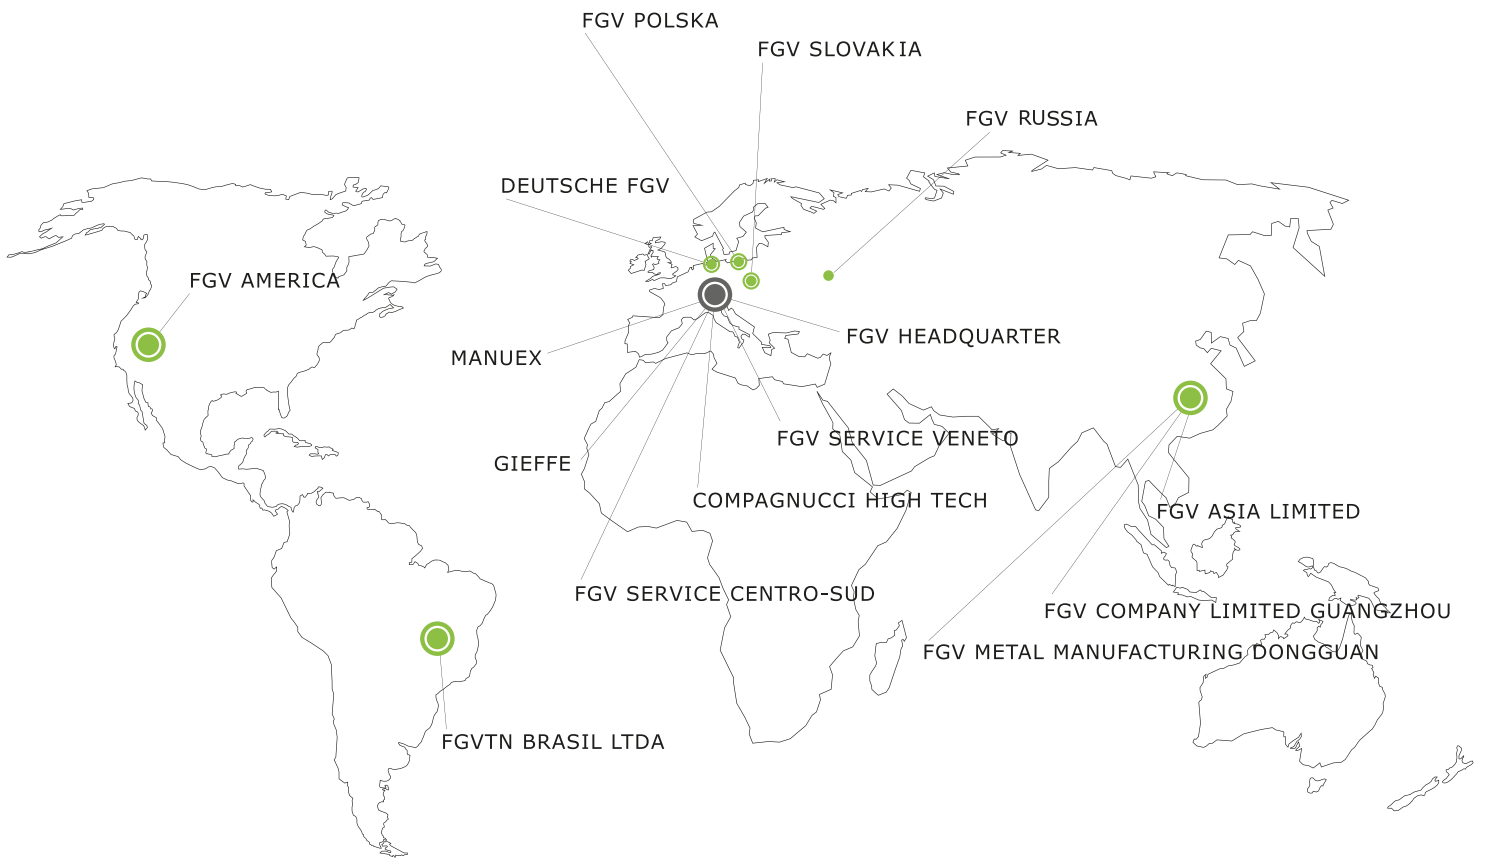 FGV POLSKA
FGV SLOVAKIA
FGV RUSSIA
DEUTSCHE FGV
FGV AMERICA
FGV HEADQUARTER
MANUEX
FGV SERVICE VENETO
GIEFFE
COMPAGNUCCI HIGH TECH
FGV ASIA LIMITED
FGV SERVICE CENTRO-SUD
FGV COMPANY LIMITED GUANGZHOU
FGV METAL MANUFACTURING DONGGUAN
FGVTN BRASIL LTDA